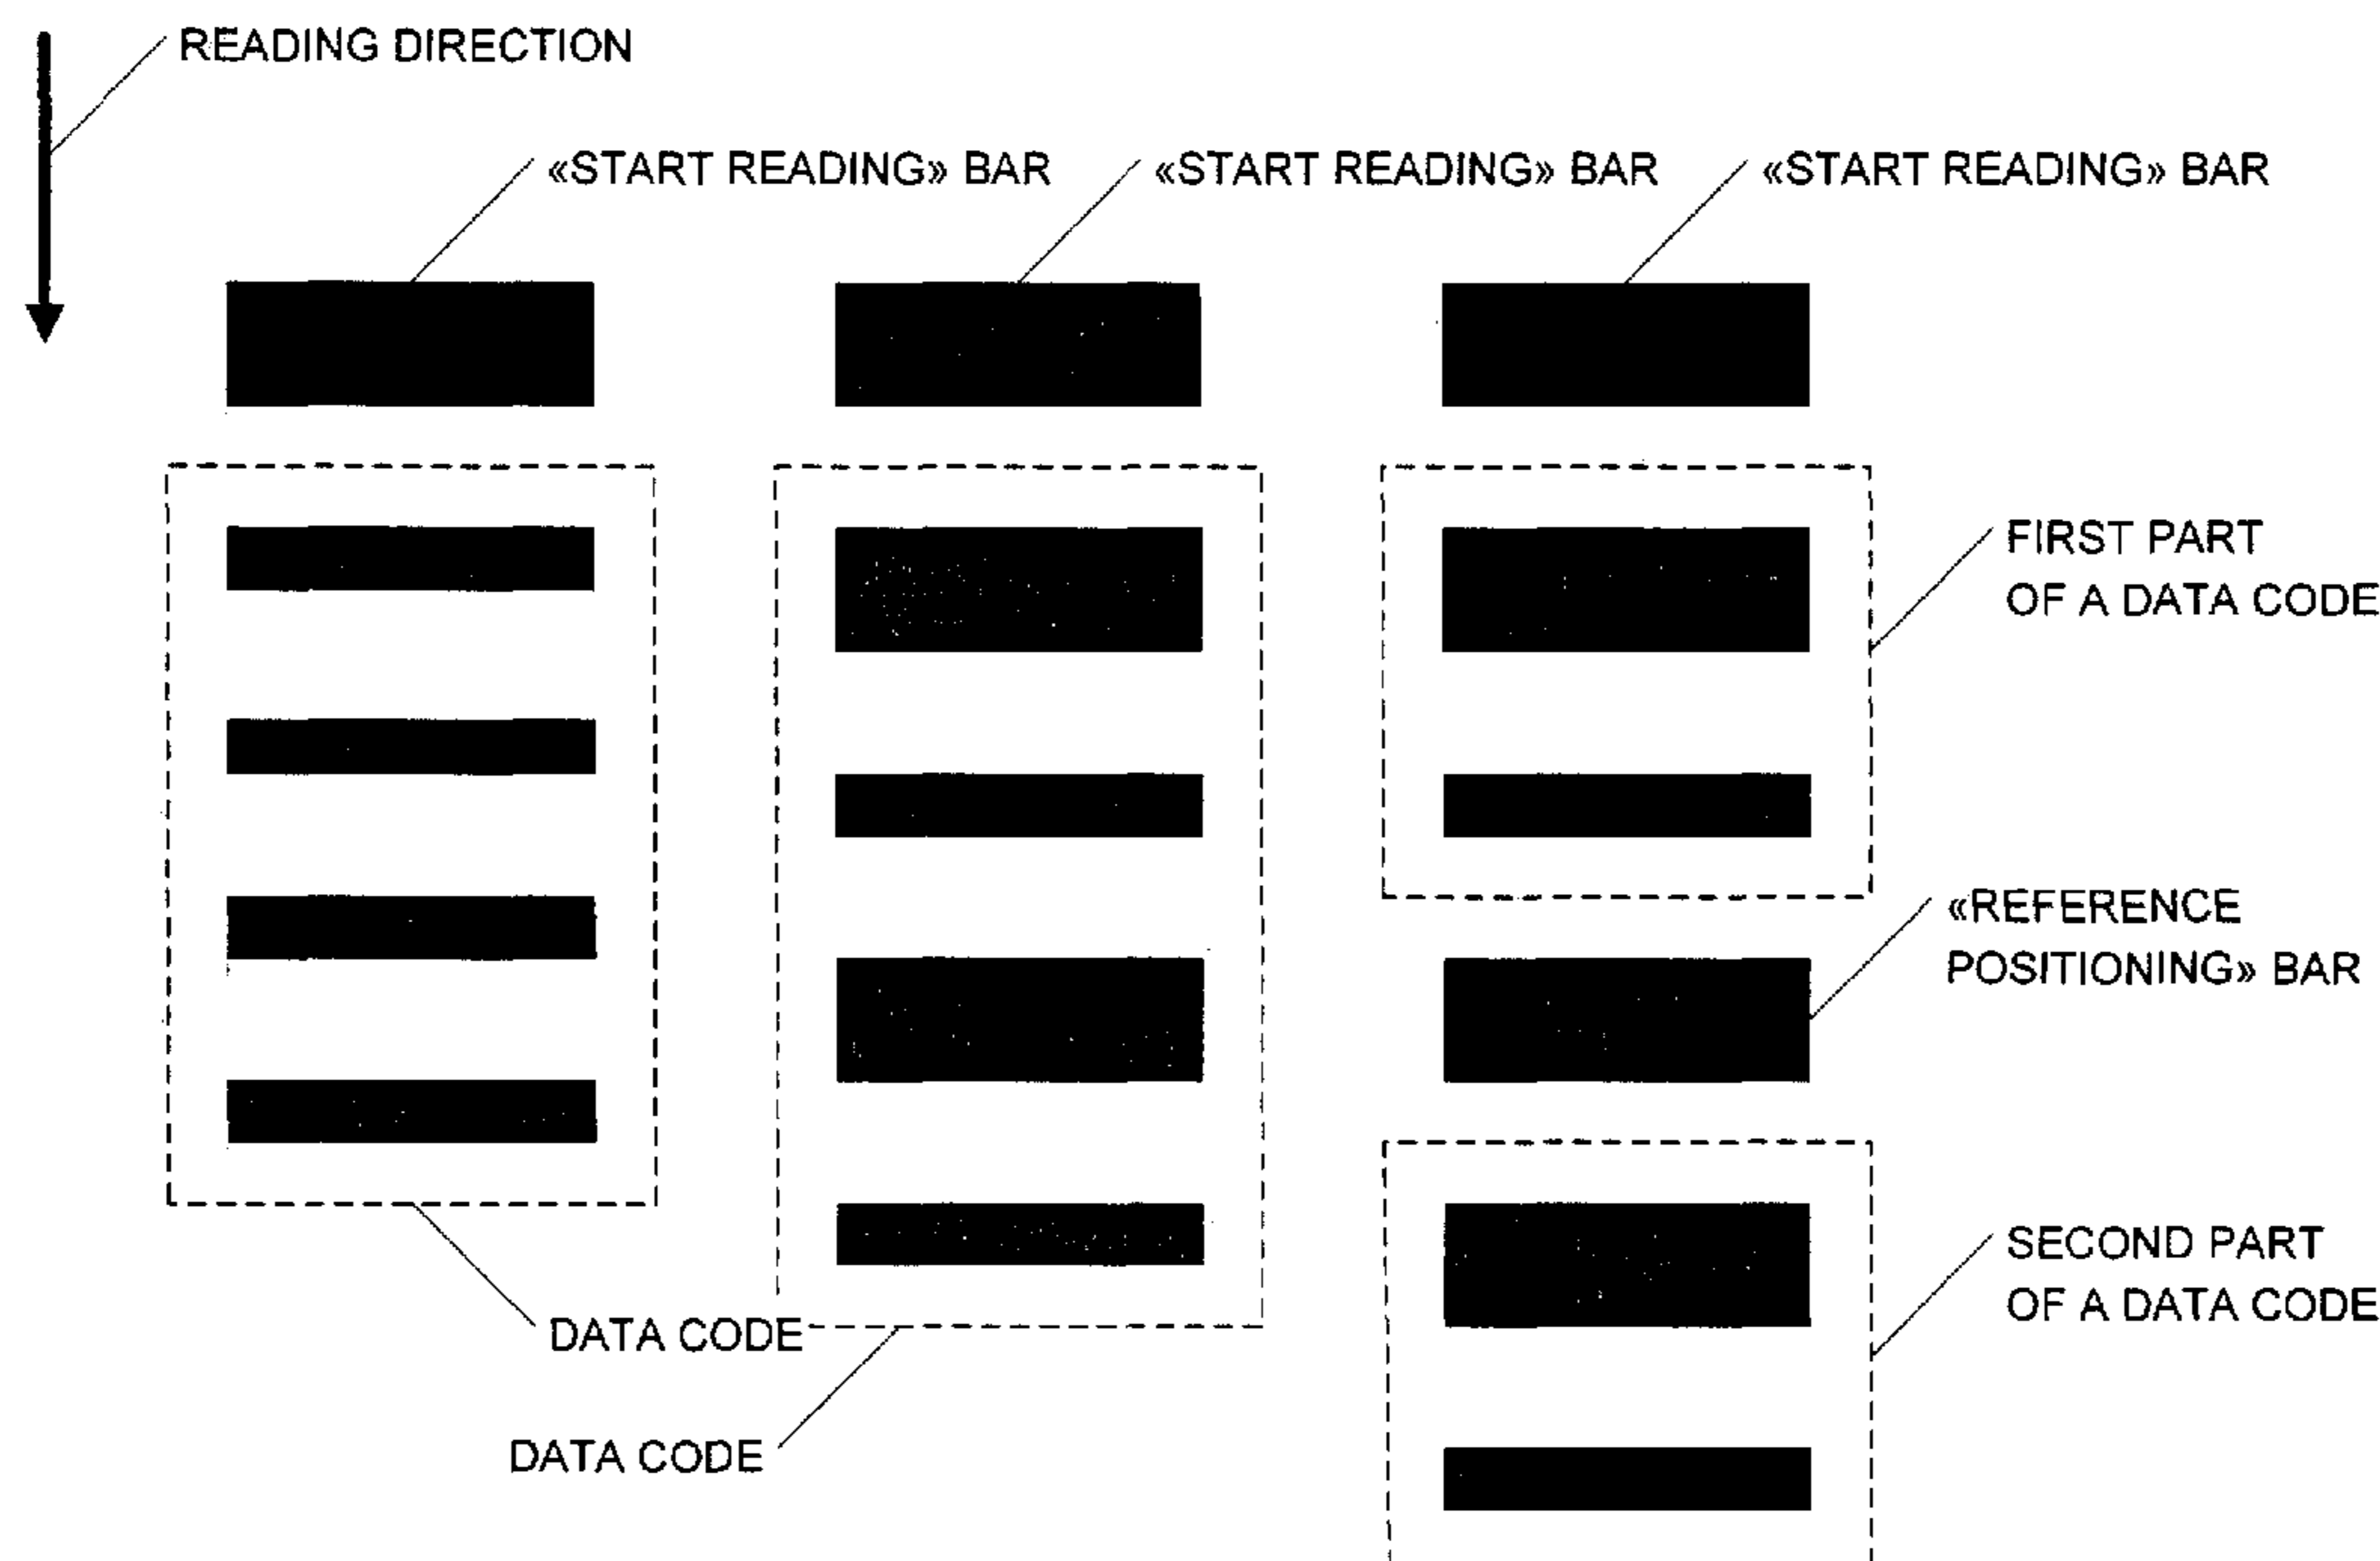 READING DIRECTION
«START READING» BAR
«START READING» BAR
«START READING» BAR
FIRST PART
OF A DATA CODE
«REFERENCE
POSITIONING» BAR
SECOND PART
OF A DATA CODE
DATA CODE
DATA CODE